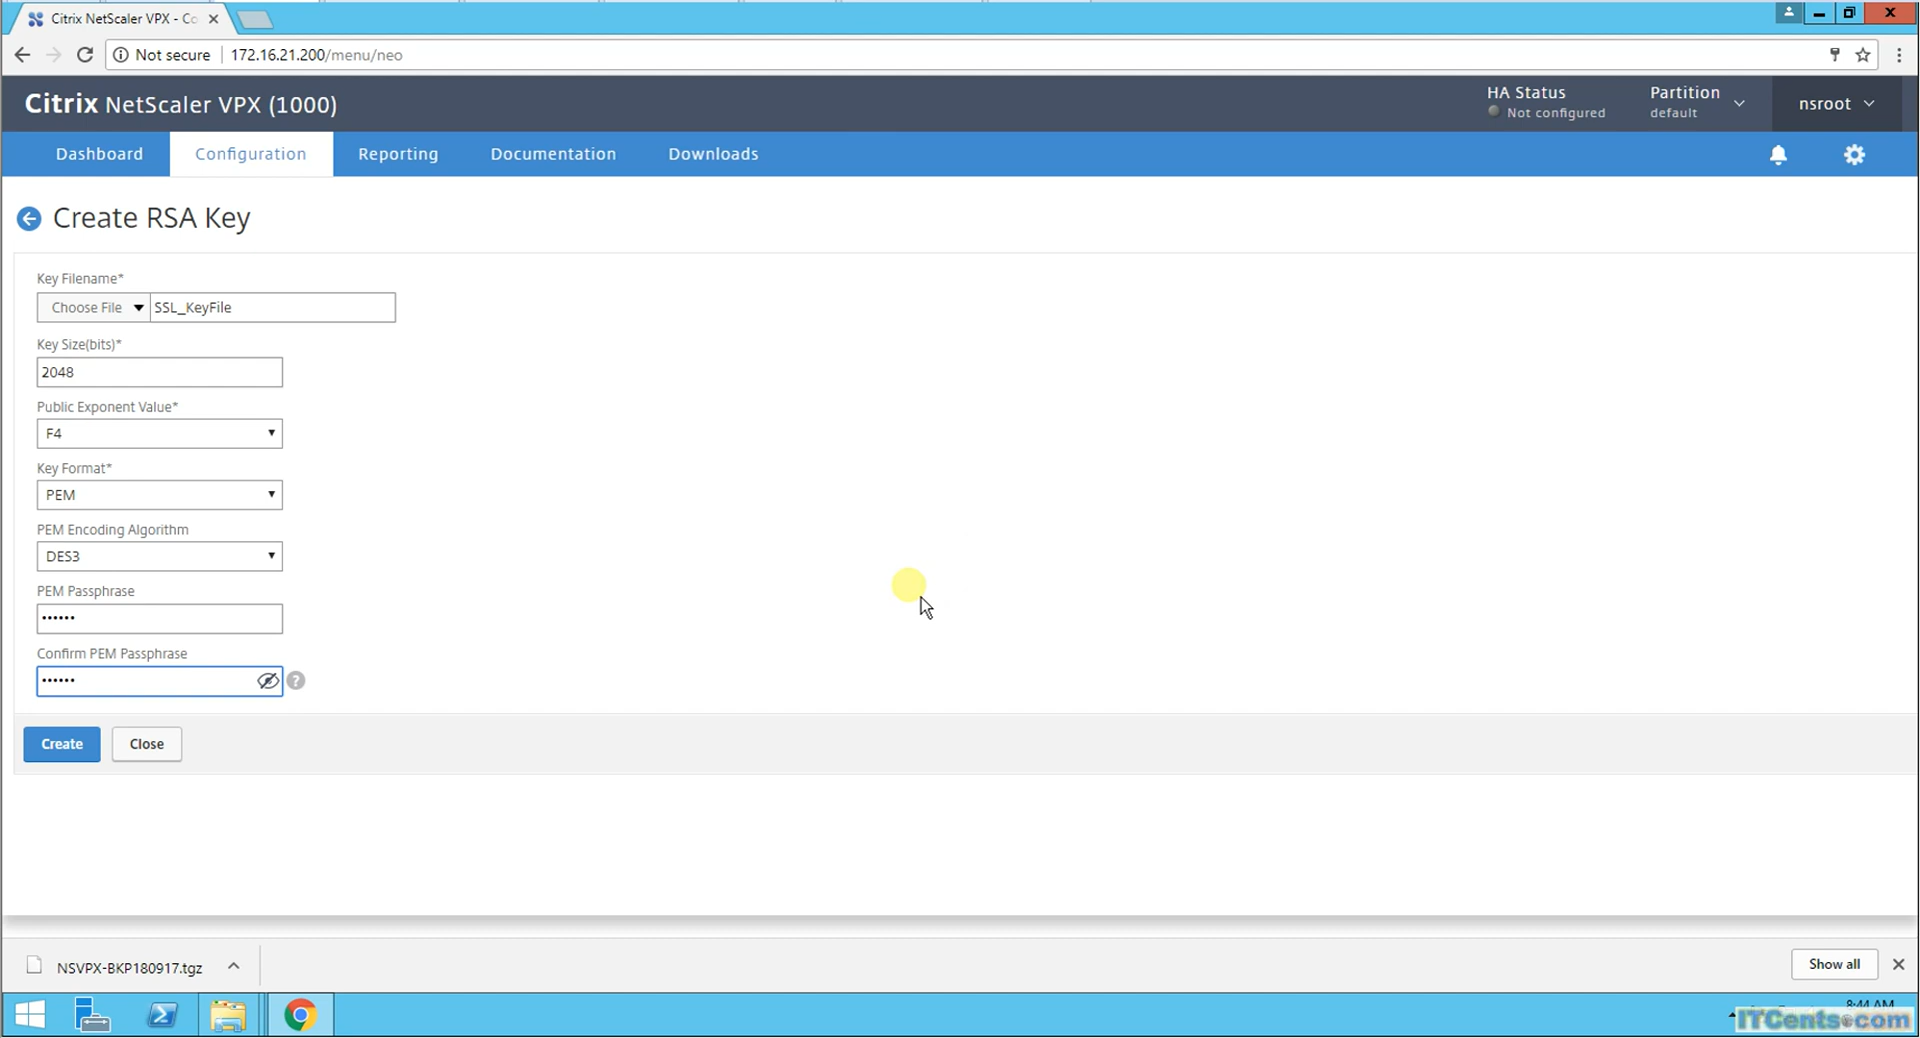 Citrix NetScaler VPX - Co
Not secure
172.16.21.200/menu/neo
Citrix NetScaler VPX (1000)
HA Status
Not configured
Partition
default
nsroot
Dashboard
Configuration
Reporting
Documentation
Downloads
Create RSA Key
Key Filename*
Choose File
SSL_KeyFile
Key Size(bits)*
2048
Public Exponent Value*
F4
Key Format*
PEM
PEM Encoding Algorithm
DES3
PEM Passphrase
••••••
Confirm PEM Passphrase
••••••
?
Create
Close
NSVPX-BKP180917.tgz
Show all
8:44 AM
ITCents.com